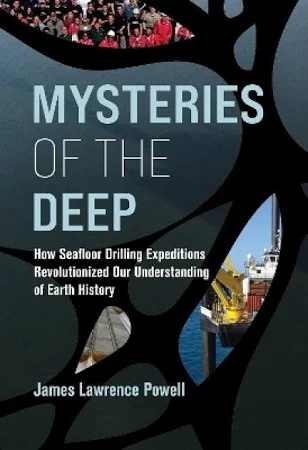 MYSTERIES
OF THE
DEEP
How Seafloor Drilling Expeditions
Revolutionized Our Understanding
of Earth History
James Lawrence Powell